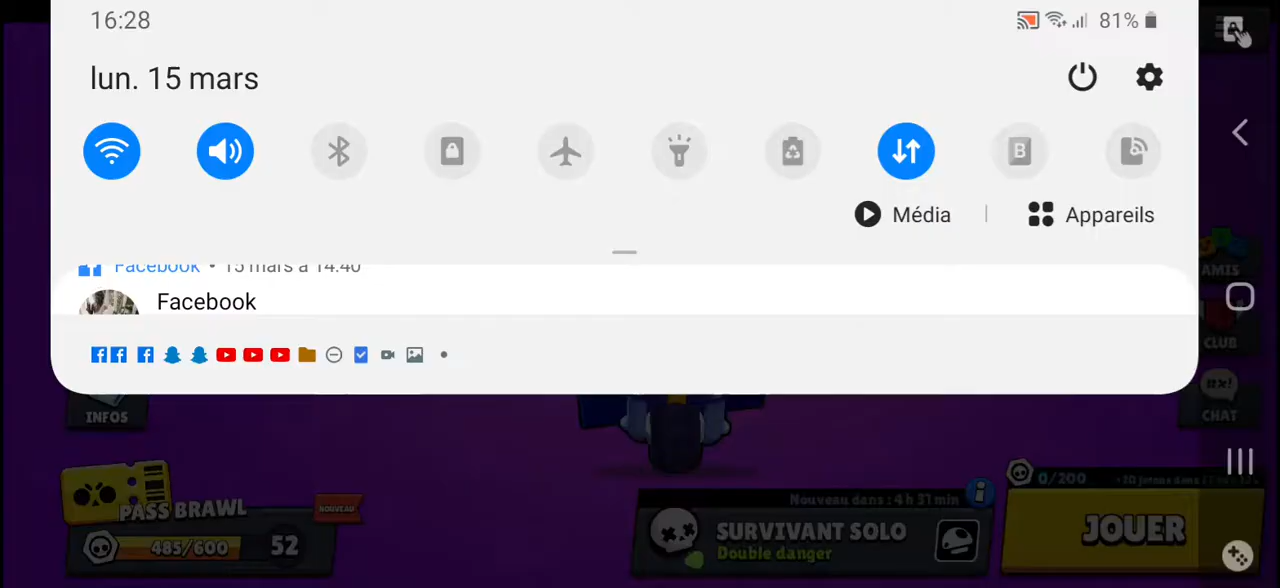 16:28
81%
lun. 15 mars
B
Média | Appareils
Facebook • 15 mars à 14:40
Facebook
AMIS
CLUB
#x!
CHAT
INFOS
PASS BRAWL
NOUVEAU
485/600
52
Nouveau dans : 4 h 31 min
i
SURVIVANT SOLO
Double danger
0/200
JOUER